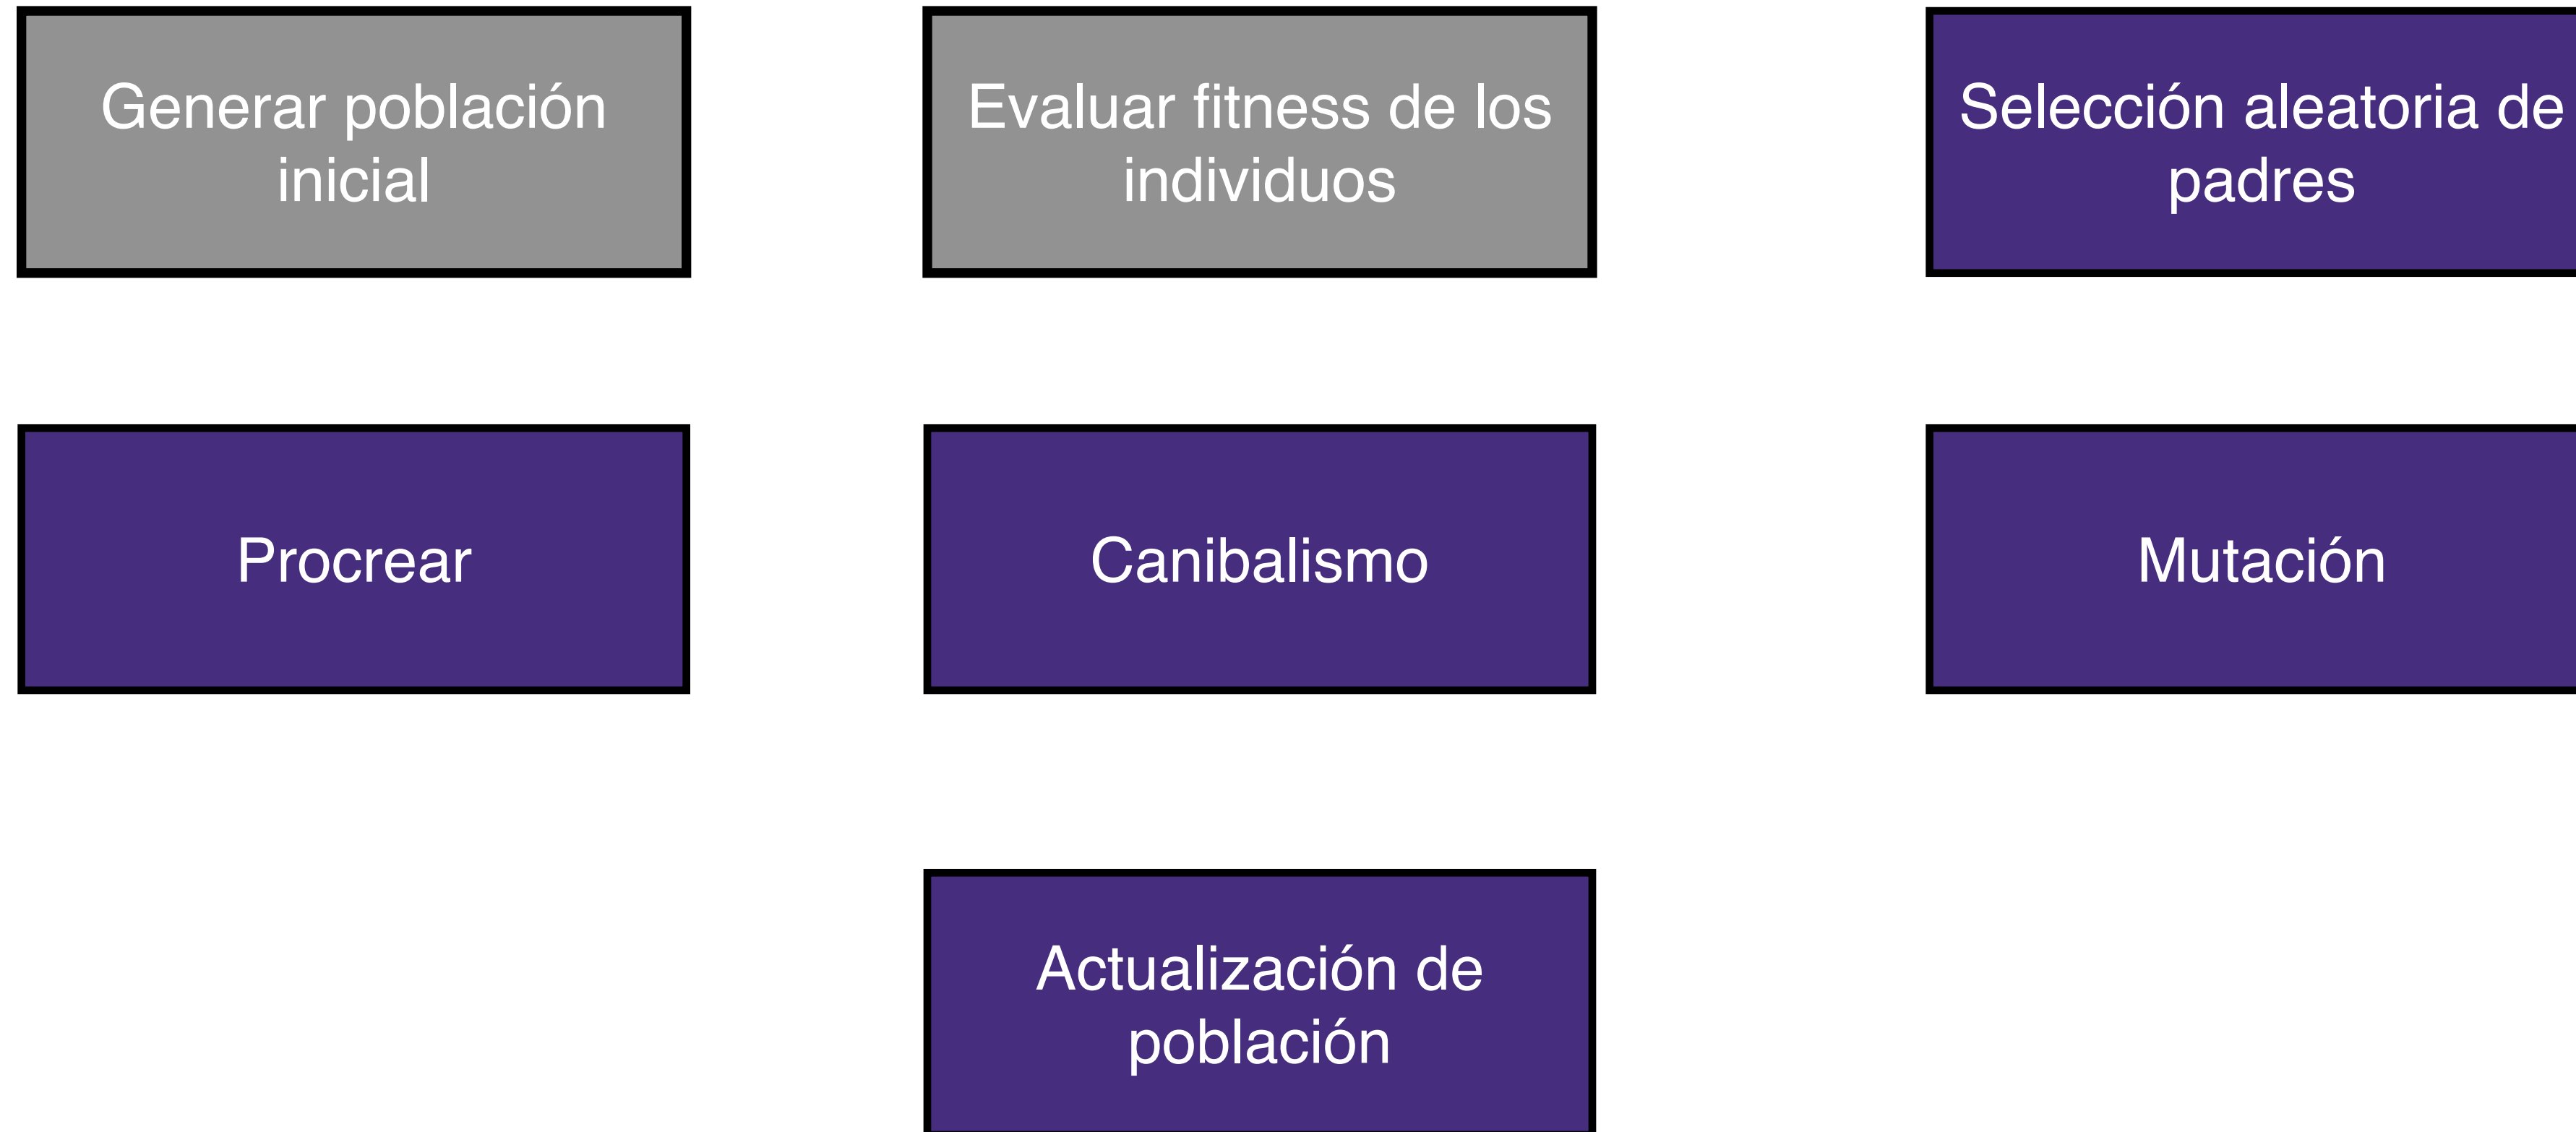 Generar población
inicial
Evaluar fitness de los
individuos
Selección aleatoria de
padres
Procrear
Canibalismo
Mutación
Actualización de
población